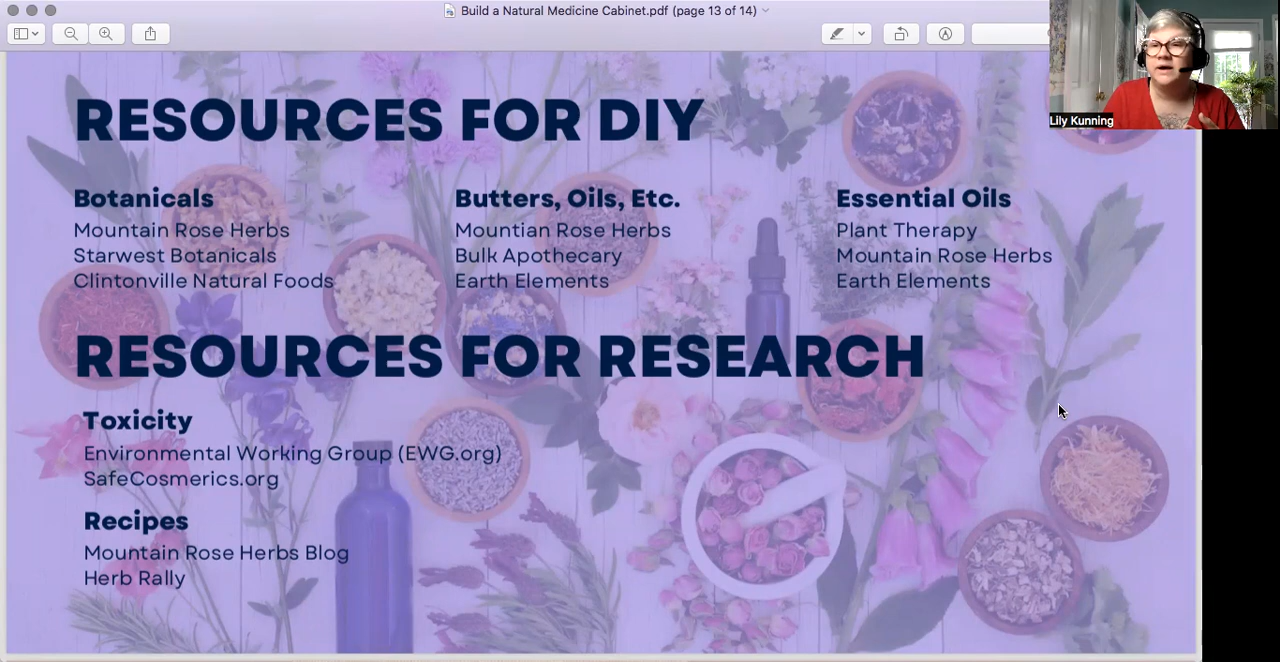 Build a Natural Medicine Cabinet.pdf (page 13 of 14)
Lily Kunning
RESOURCES FOR DIY
Botanicals
Mountain Rose Herbs
Starwest Botanicals
Clintonville Natural Foods
Butters, Oils, Etc.
Mountian Rose Herbs
Bulk Apothecary
Earth Elements
Essential Oils
Plant Therapy
Mountain Rose Herbs
Earth Elements
RESOURCES FOR RESEARCH
Toxicity
Environmental Working Group (EWG.org)
SafeCosmerics.org
Recipes
Mountain Rose Herbs Blog
Herb Rally